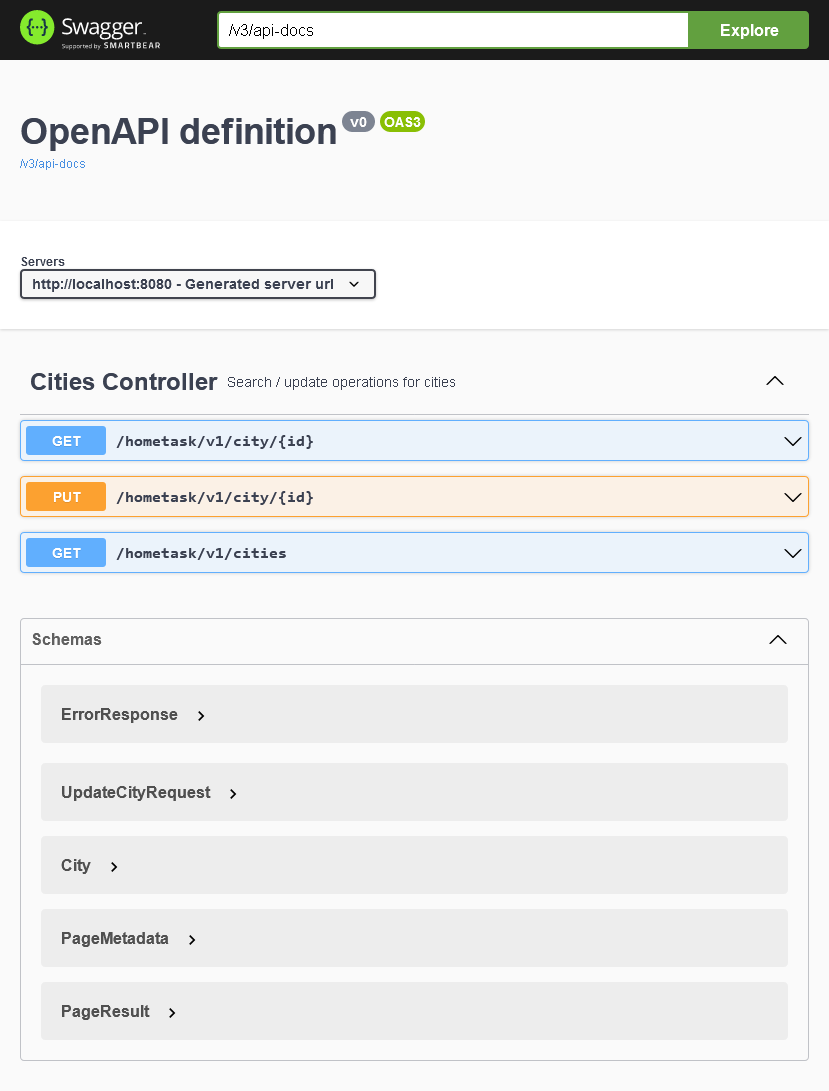 Swagger.
Supported by SMARTBEAR
/v3/api-docs
Explore
OpenAPI definition v0 OAS3
/v3/api-docs
Servers
http://localhost:8080 - Generated server url
Cities Controller Search / update operations for cities
GET /hometask/v1/city/{id}
PUT /hometask/v1/city/{id}
GET /hometask/v1/cities
Schemas
ErrorResponse
UpdateCityRequest
City
PageMetadata
PageResult